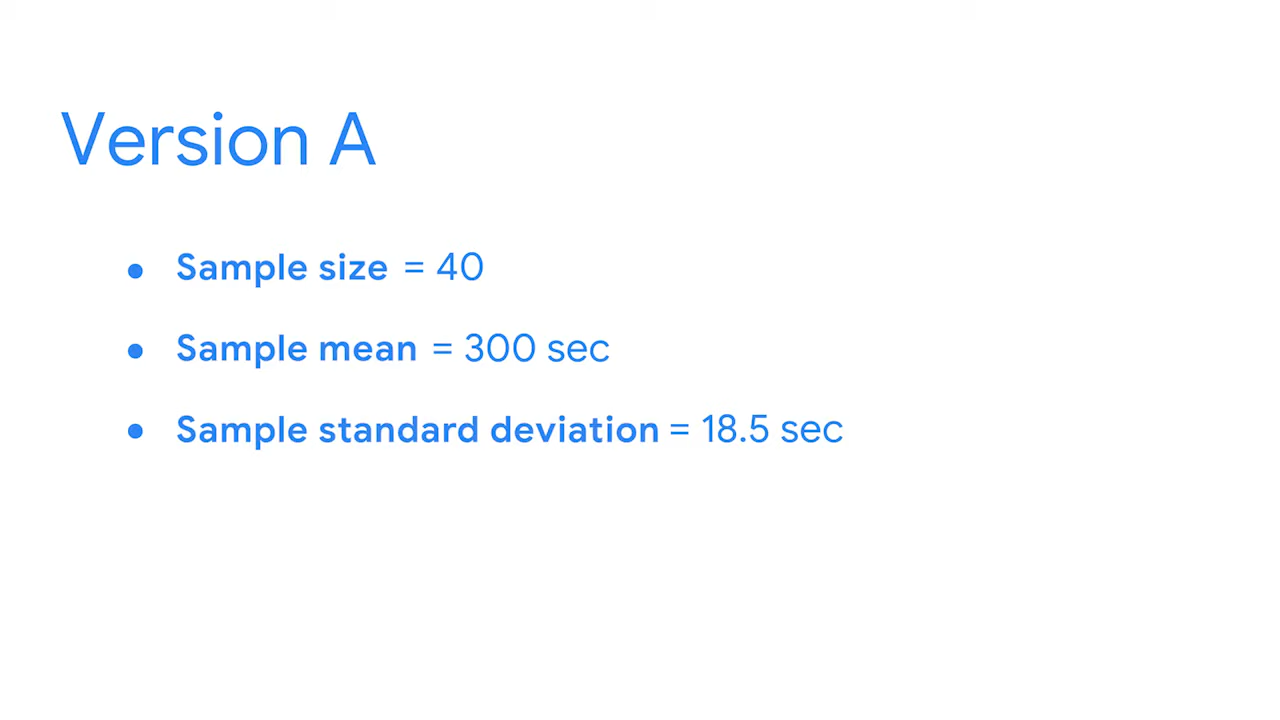 Version A
● Sample size = 40
● Sample mean = 300 sec
● Sample standard deviation = 18.5 sec